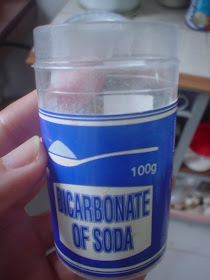 100g
BICARBONATE
OF SODA